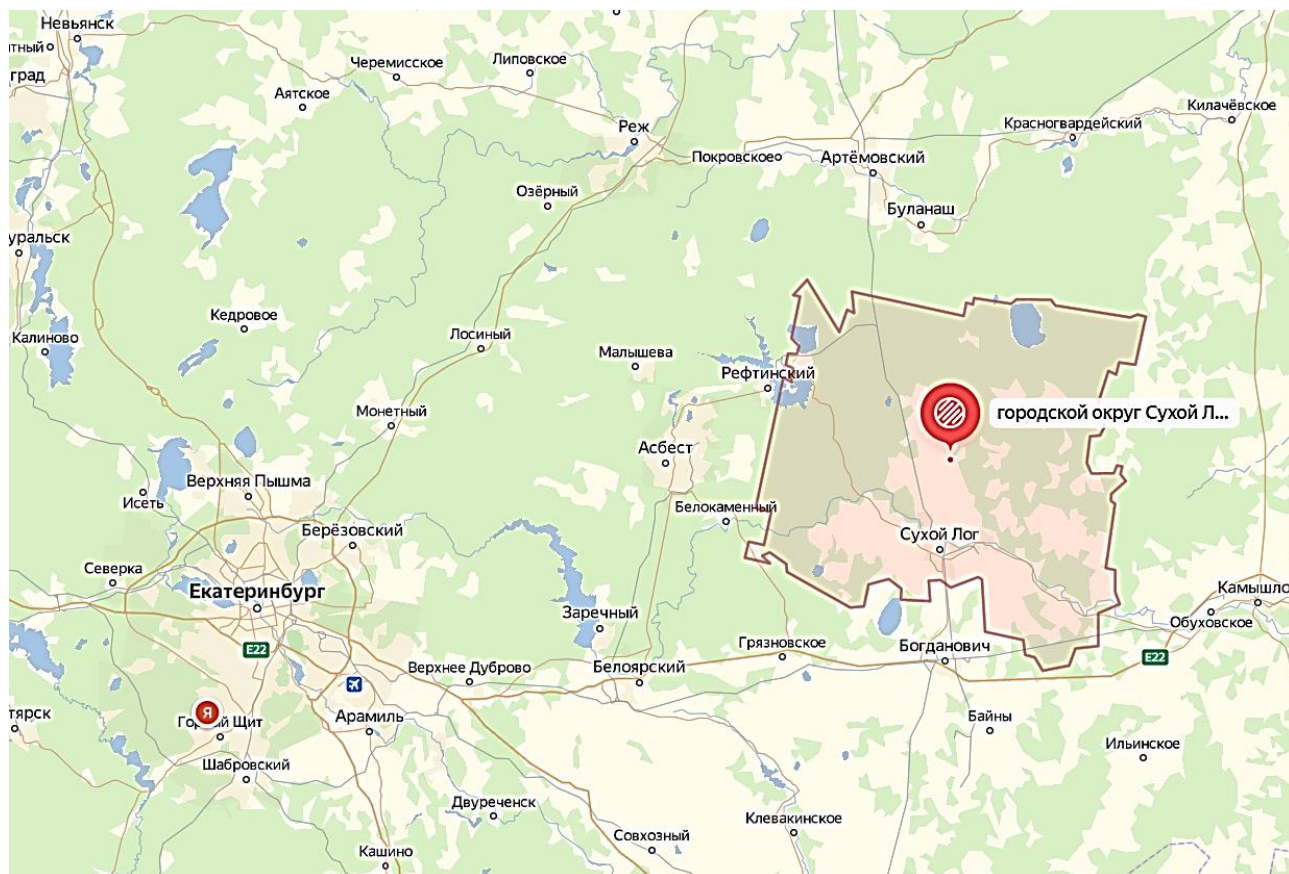 Невьянск
Черемисское
Липовское
град
Аятское
Килачёвское
Красногвардейский
Реж
Покровское
Артёмовский
Озёрный
Буланаш
уральск
Кедровое
Калиново
Лосиный
Малышева
Рефтинский
Монетный
городской округ Сухой Л...
Асбест
Верхняя Пышма
Исеть
Белокаменный
Берёзовский
Сухой Лог
Северка
Екатеринбург
Камышло
Заречный
Обуховское
E22
Грязновское
Богданович
E22
Верхнее Дуброво
Белоярский
Я
тярск
Горный Щит
Арамиль
Байны
Ильинское
Шабровский
Двуреченск
Клевакинское
Совхозный
Кашино